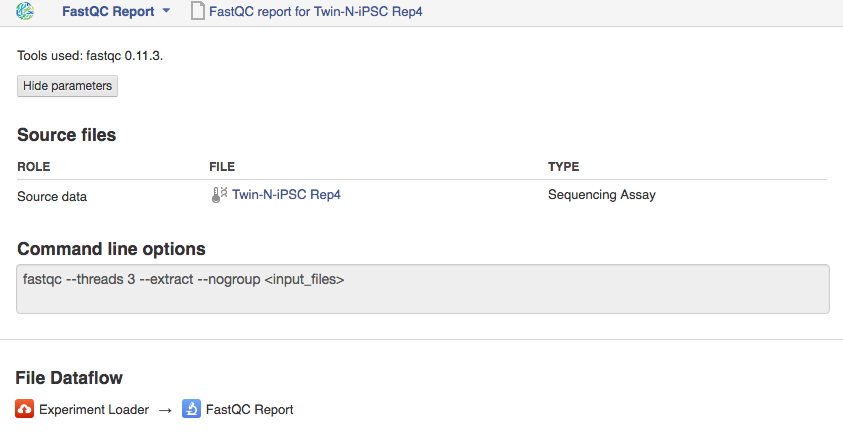 FastQC Report FastQC report for Twin-N-iPSC Rep4
Tools used: fastqc 0.11.3.
Hide parameters
Source files
ROLE FILE TYPE
Source data Twin-N-iPSC Rep4 Sequencing Assay
Command line options
fastqc --threads 3 --extract --nogroup <input_files>
File Dataflow
Experiment Loader → FastQC Report